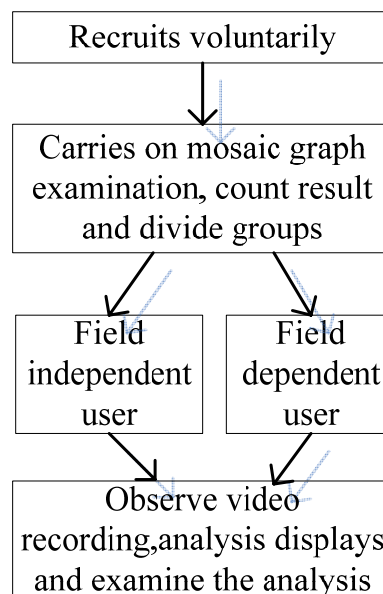 Recruits voluntarily
Carries on mosaic graph
examination, count result
and divide groups
Field
independent
user
Field
dependent
user
Observe video
recording,analysis displays
and examine the analysis